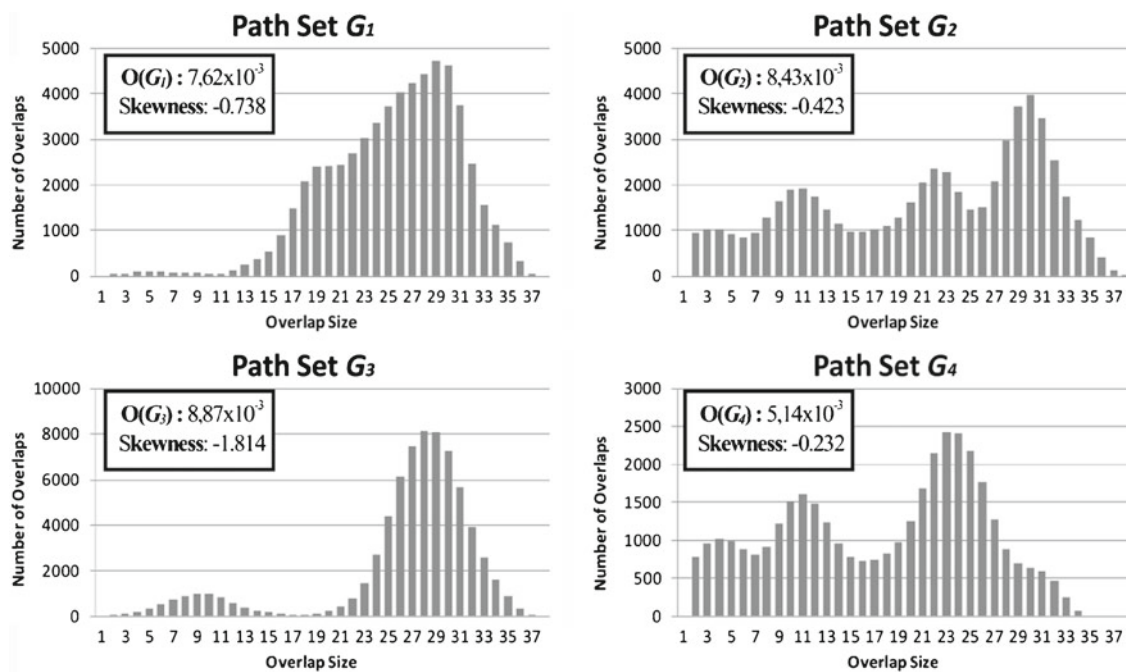 Path Set G1
5000
4000
3000
2000
1000
0
Number of Overlaps
O(G1) : 7,62x10-3
Skewness: -0.738
1 3 5 7 9 11 13 15 17 19 21 23 25 27 29 31 33 35 37
Overlap Size
Path Set G2
5000
4000
3000
2000
1000
0
Number of Overlaps
O(G2) : 8,43x10-3
Skewness: -0.423
1 3 5 7 9 11 13 15 17 19 21 23 25 27 29 31 33 35 37
Overlap Size
Path Set G3
10000
8000
6000
4000
2000
0
Number of Overlaps
O(G3) : 8,87x10-3
Skewness: -1.814
1 3 5 7 9 11 13 15 17 19 21 23 25 27 29 31 33 35 37
Overlap Size
Path Set G4
3000
2500
2000
1500
1000
500
0
Number of Overlaps
O(G4) : 5,14x10-3
Skewness: -0.232
1 3 5 7 9 11 13 15 17 19 21 23 25 27 29 31 33 35 37
Overlap Size